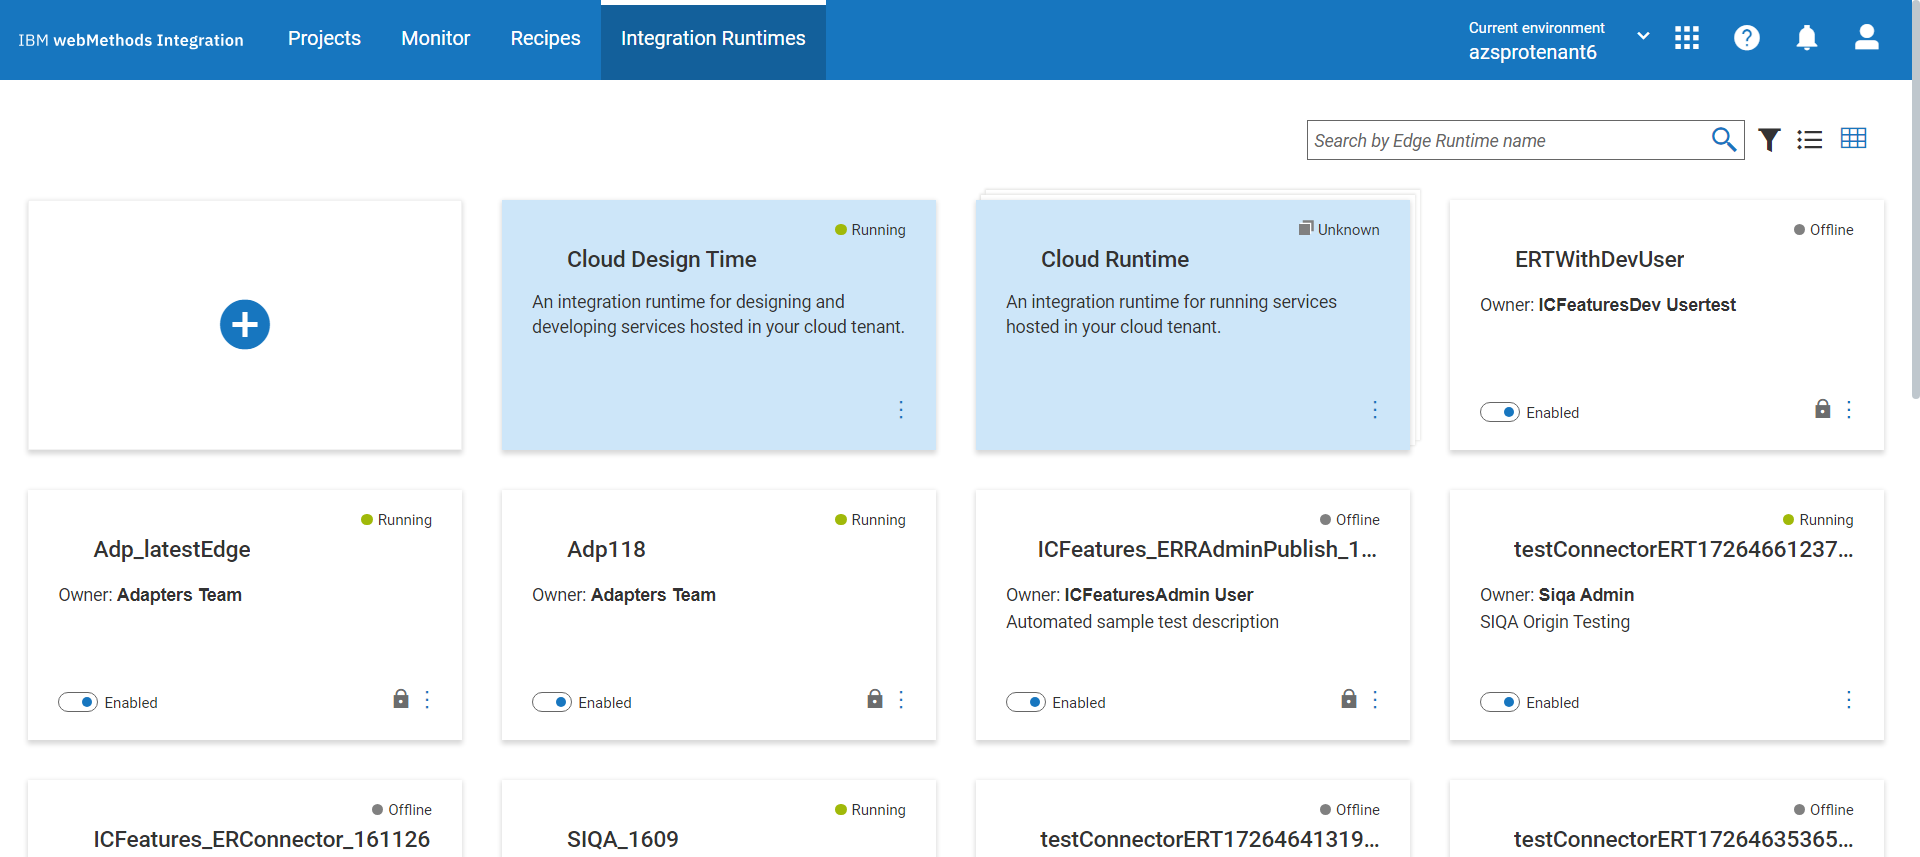 IBM webMethods Integration
Projects
Monitor
Recipes
Integration Runtimes
Current environment
azsprotenant6
Search by Edge Runtime name
Running
Cloud Design Time
An integration runtime for designing and
developing services hosted in your cloud tenant.
Unknown
Cloud Runtime
An integration runtime for running services
hosted in your cloud tenant.
Offline
ERTWithDevUser
Owner: ICFeaturesDev Usertest
Enabled
Running
Adp_latestEdge
Owner: Adapters Team
Enabled
Running
Adp118
Owner: Adapters Team
Enabled
Offline
ICFeatures_ERRAdminPublish_1...
Owner: ICFeaturesAdmin User
Automated sample test description
Enabled
Running
testConnectorERT17264661237...
Owner: Siqa Admin
SIQA Origin Testing
Enabled
Offline
ICFeatures_ERConnector_161126
Running
SIQA_1609
Offline
testConnectorERT17264641319...
Offline
testConnectorERT17264635365...